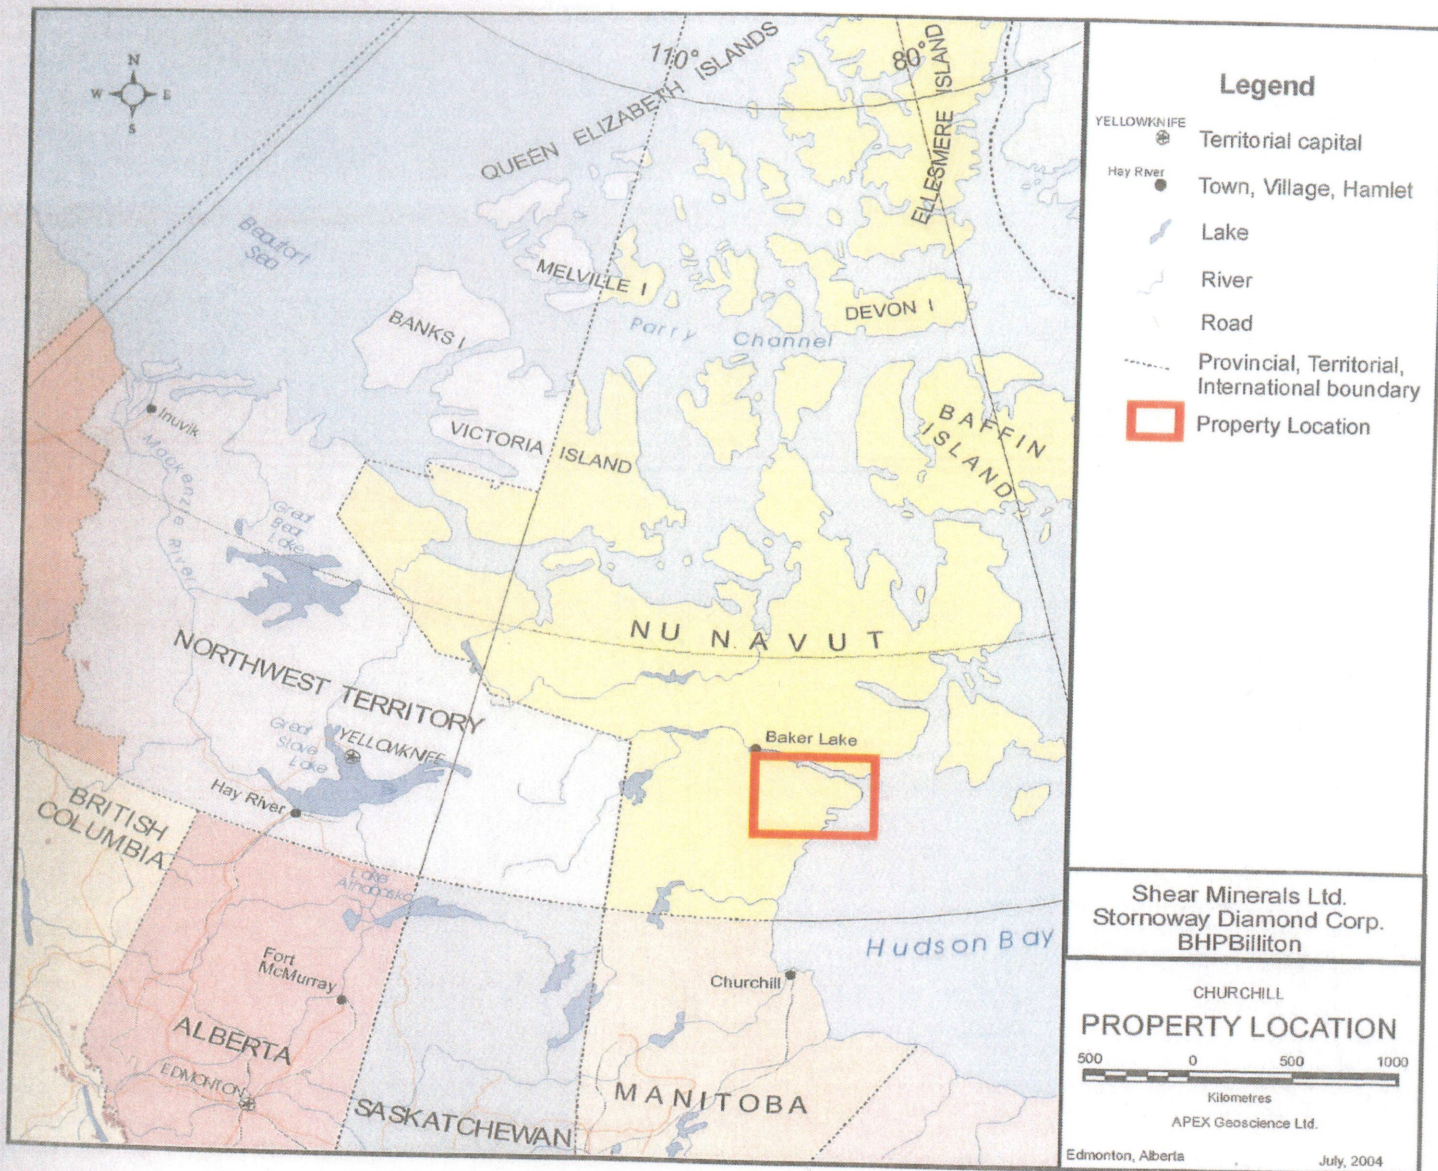 N
W E
S
110°
80°
QUEEN ELIZABETH ISLANDS
ELLESMERE ISLAND
Beaufort
Sea
MELVILLE I
DEVON I
BANKS I
Parry Channel
VICTORIA ISLAND
BAFFIN
ISLAND
Inuvik
Mackenzie River
Great
Bear
Lake
NUNAVUT
NORTHWEST TERRITORY
Great
Slave
Lake
YELLOWKNIFE
Baker Lake
Hay River
BRITISH
COLUMBIA
Lake
Athabaska
Hudson Bay
Fort
McMurray
Churchill
ALBERTA
EDMONTON
SASKATCHEWAN
MANITOBA
Legend
YELLOWKNIFE
Territorial capital
Hay River
Town, Village, Hamlet
Lake
River
Road
Provincial, Territorial,
International boundary
Property Location
Shear Minerals Ltd.
Stornoway Diamond Corp.
BHPBilliton
CHURCHILL
PROPERTY LOCATION
500 0 500 1000
Kilometres
APEX Geoscience Ltd.
Edmonton, Alberta July, 2004